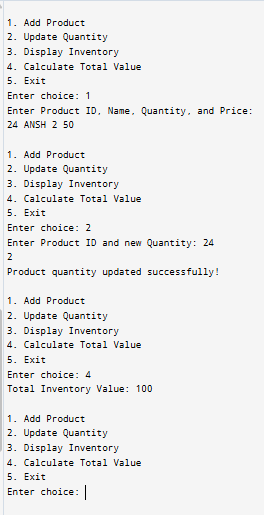 1. Add Product
2. Update Quantity
3. Display Inventory
4. Calculate Total Value
5. Exit
Enter choice: 1
Enter Product ID, Name, Quantity, and Price:
24 ANSH 2 50
1. Add Product
2. Update Quantity
3. Display Inventory
4. Calculate Total Value
5. Exit
Enter choice: 2
Enter Product ID and new Quantity: 24
2
Product quantity updated successfully!
1. Add Product
2. Update Quantity
3. Display Inventory
4. Calculate Total Value
5. Exit
Enter choice: 4
Total Inventory Value: 100
1. Add Product
2. Update Quantity
3. Display Inventory
4. Calculate Total Value
5. Exit
Enter choice: